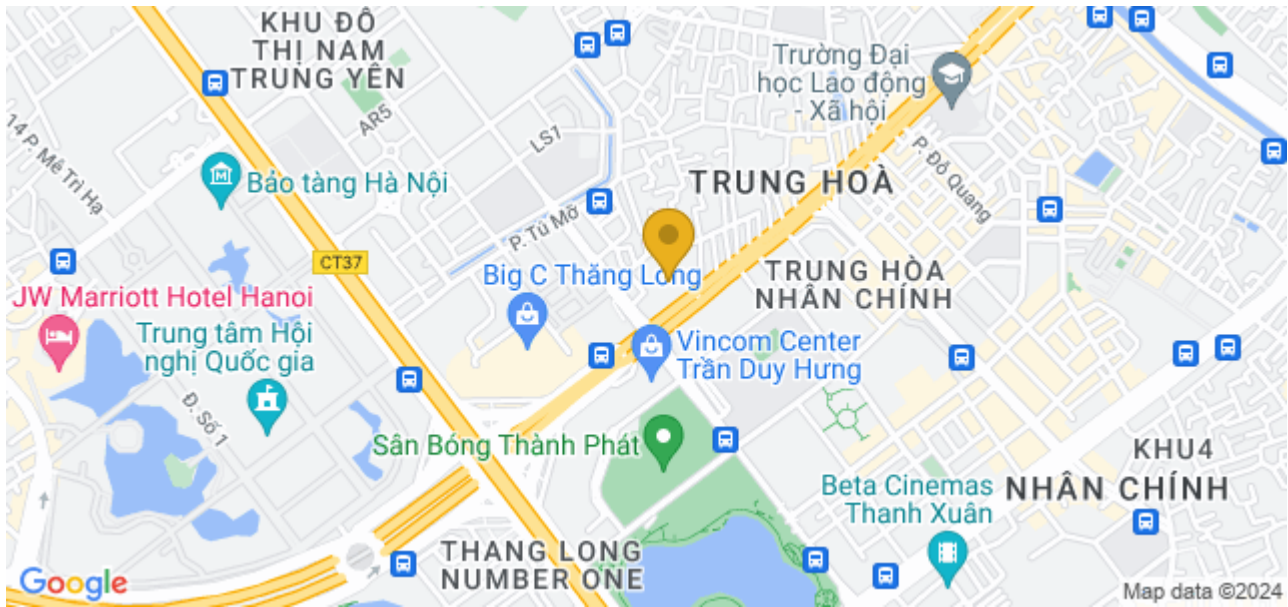 KHU ĐÔ
THỊ NAM
TRUNG YÊN
Trường Đại
học Lao động
- Xã hội
AR5
LS7
14 P. Mễ Trì Hạ
Bảo tàng Hà Nội
P. Đỗ Quang
TRUNG HOÀ
P. Tú Mỡ
CT37
Big C Thăng Long
TRUNG HÒA
NHÂN CHÍNH
JW Marriott Hotel Hanoi
Trung tâm Hội
nghị Quốc gia
Vincom Center
Trần Duy Hưng
Đ. Số 1
Sân Bóng Thành Phát
KHU4
Beta Cinemas
Thanh Xuân
NHÂN CHÍNH
THANG LONG
NUMBER ONE
Google
Map data ©2024